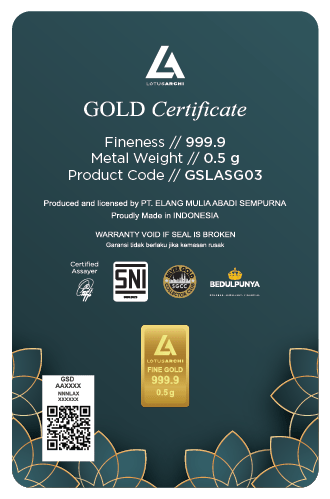 LOTUSARCHI
GOLD Certificate
Fineness // 999.9
Metal Weight // 0.5 g
Product Code // GSLASG03
Produced and licensed by PT. ELANG MULIA ABADI SEMPURNA
Proudly Made in INDONESIA
WARRANTY VOID IF SEAL IS BROKEN
Garansi tidak berlaku jika kemasan rusak
Certified
Assayer
SNI
SGCC
BEDULPUNYA
LOTUSARCHI
FINE GOLD
999.9
0.5 g
GSD
AAXXXX
NHNLAX
XXXXXX